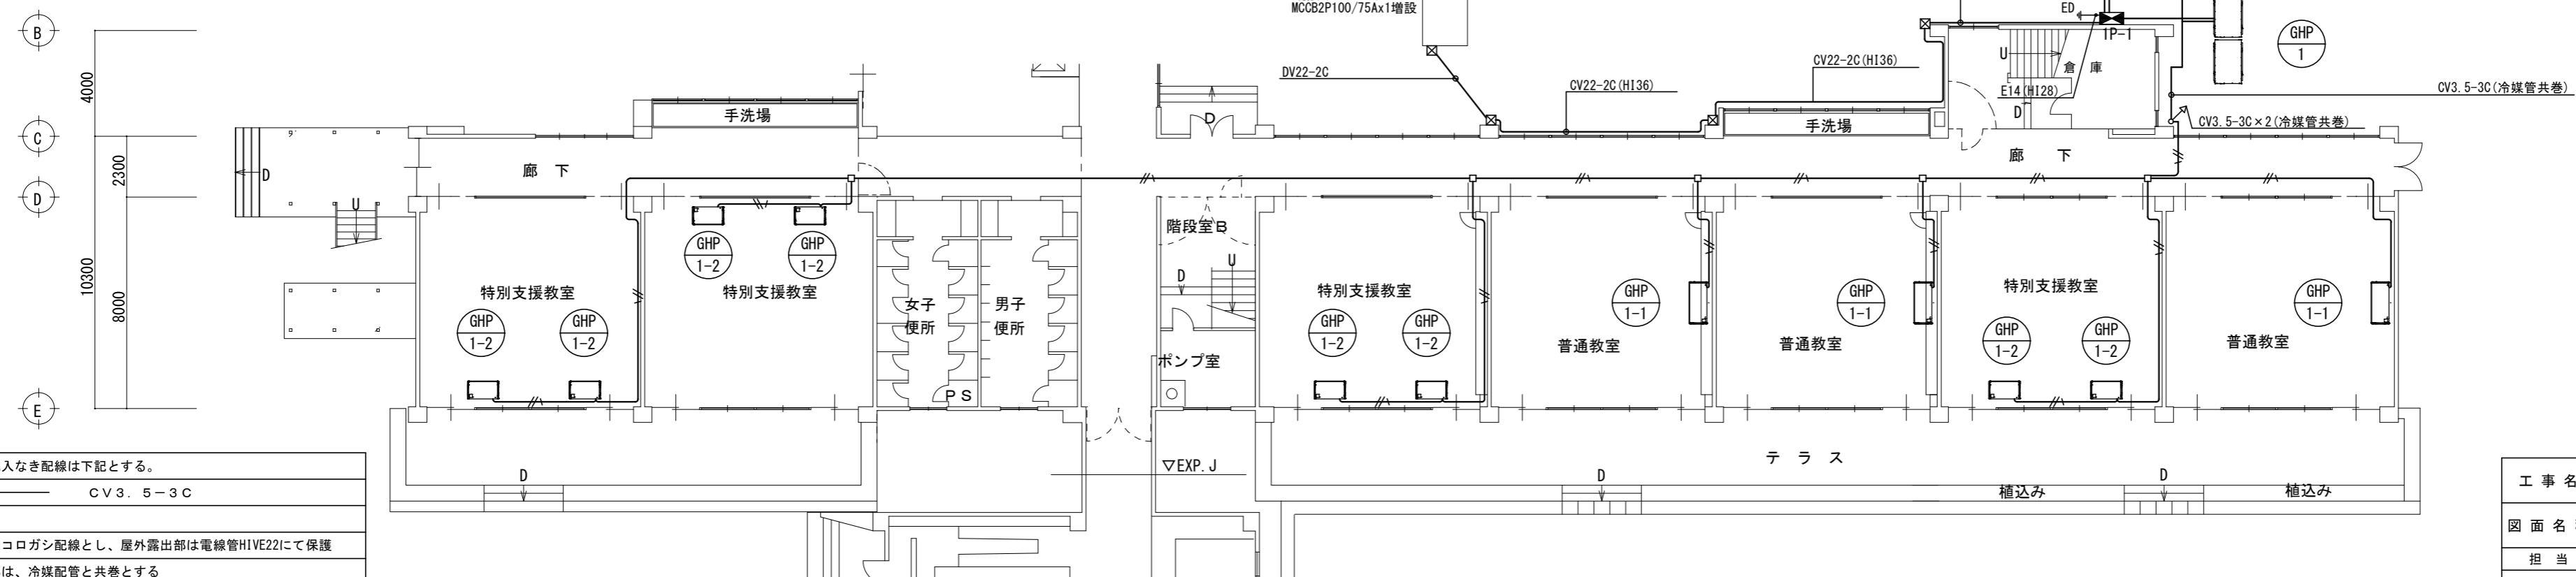 MCCB2P100/75Ax1増設
ED
1P-1
GHP
1
B
4000
C
2300
D
10300
8000
E
DV22-2C
CV22-2C(HI36)
CV22-2C(HI36)
U
倉 庫
E14(HI28)
D
CV3.5-3C(冷媒管共巻)
CV3.5-3C×2(冷媒管共巻)
手洗場
D
手洗場
D
U
廊 下
廊 下
特別支援教室
GHP
1-2
GHP
1-2
GHP
1-2
GHP
1-2
特別支援教室
女子
便所
男子
便所
PS
階段室B
D
U
ポンプ室
特別支援教室
GHP
1-2
GHP
1-2
GHP
1-1
普通教室
GHP
1-1
普通教室
特別支援教室
GHP
1-2
GHP
1-2
GHP
1-1
普通教室
▽EXP.J
テ ラ ス
D
D
D
植込み
植込み
入なき配線は下記とする。
CV3.5-3C
コロガシ配線とし、屋外露出部は電線管HIVE22にて保護
は、冷媒配管と共巻とする
工 事 名
図 面 名
担 当